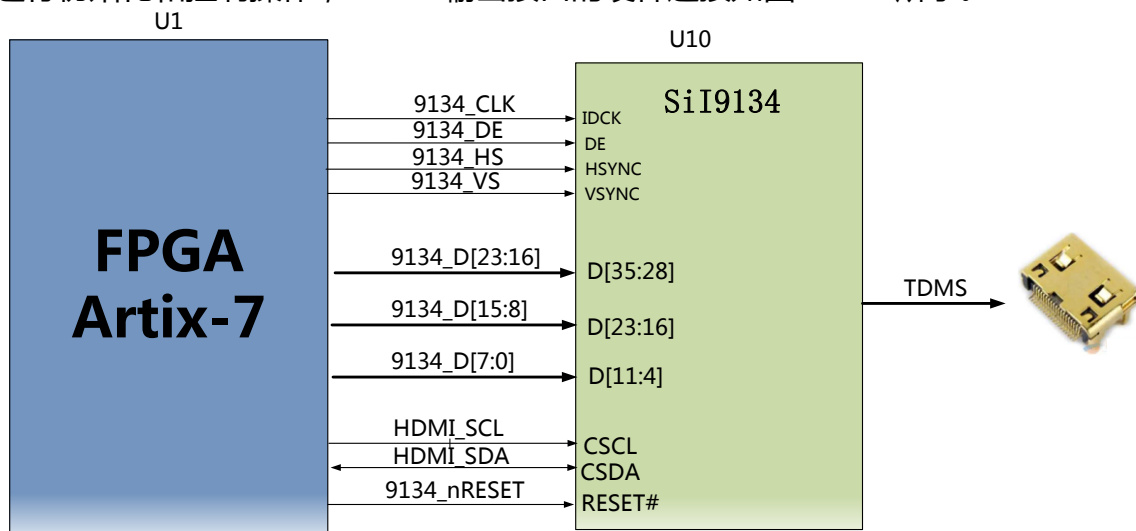 U1
U10
SiI9134
FPGA
Artix-7
9134_CLK
IDCK
9134_DE
DE
9134_HS
HSYNC
9134_VS
VSYNC
9134_D[23:16]
D[35:28]
9134_D[15:8]
D[23:16]
9134_D[7:0]
D[11:4]
TDMS
HDMI_SCL
CSCL
HDMI_SDA
CSDA
9134_nRESET
RESET#